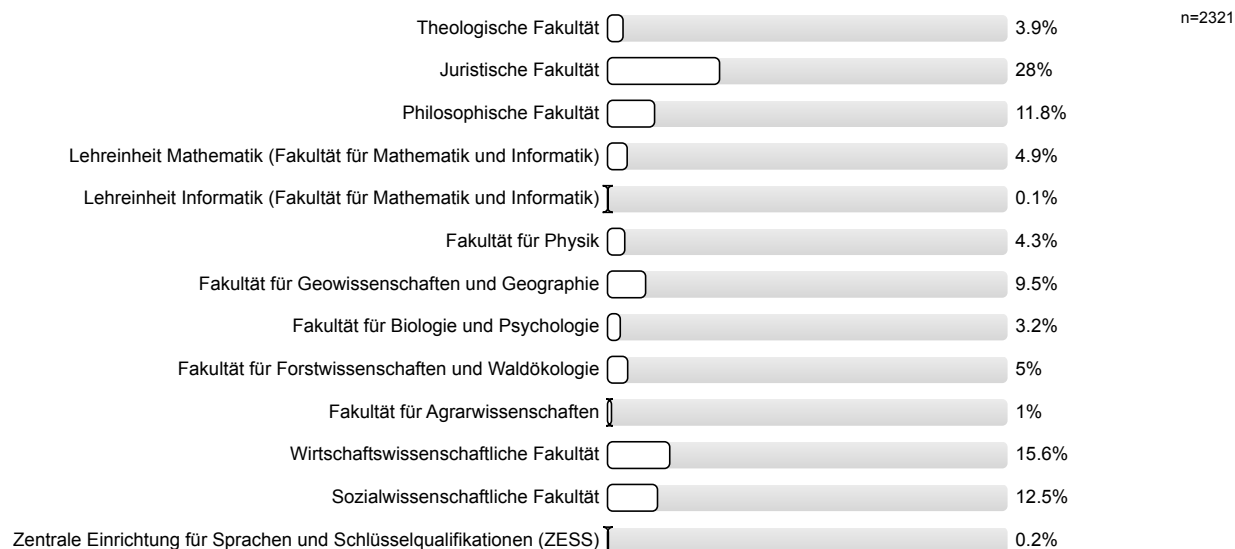 n=2321
Theologische Fakultät 3.9%
Juristische Fakultät 28%
Philosophische Fakultät 11.8%
Lehreinheit Mathematik (Fakultät für Mathematik und Informatik) 4.9%
Lehreinheit Informatik (Fakultät für Mathematik und Informatik) 0.1%
Fakultät für Physik 4.3%
Fakultät für Geowissenschaften und Geographie 9.5%
Fakultät für Biologie und Psychologie 3.2%
Fakultät für Forstwissenschaften und Waldökologie 5%
Fakultät für Agrarwissenschaften 1%
Wirtschaftswissenschaftliche Fakultät 15.6%
Sozialwissenschaftliche Fakultät 12.5%
Zentrale Einrichtung für Sprachen und Schlüsselqualifikationen (ZESS) 0.2%